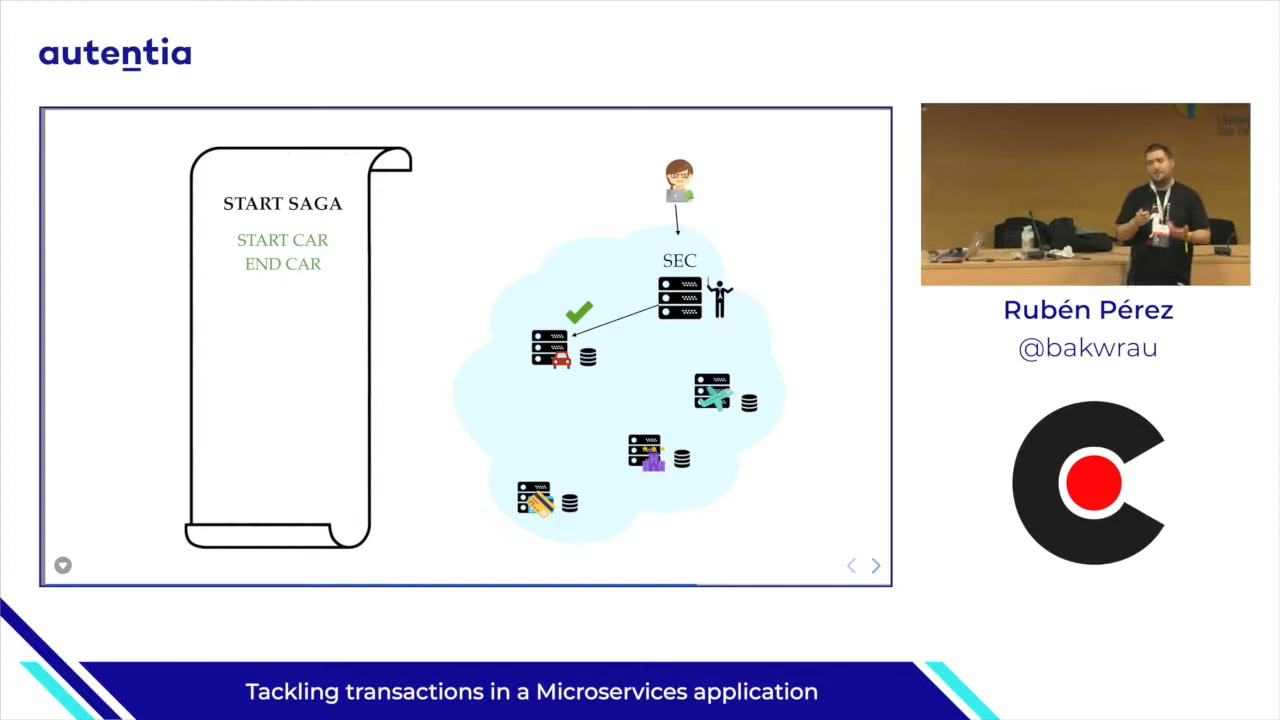 autentia
START SAGA
START CAR
END CAR
SEC
Rubén Pérez
@bakwrau
Tackling transactions in a Microservices application